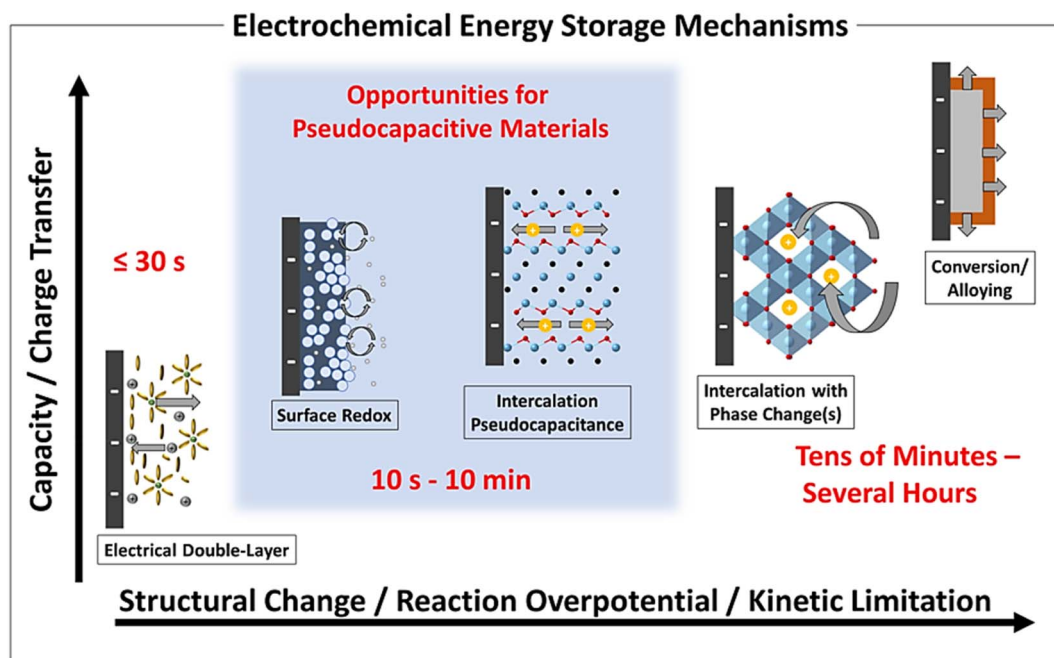 Electrochemical Energy Storage Mechanisms
Capacity / Charge Transfer
Opportunities for
Pseudocapacitive Materials
≤ 30 s
Electrical Double-Layer
Surface Redox
Intercalation
Pseudocapacitance
10 s - 10 min
Intercalation with
Phase Change(s)
Conversion/
Alloying
Tens of Minutes –
Several Hours
Structural Change / Reaction Overpotential / Kinetic Limitation